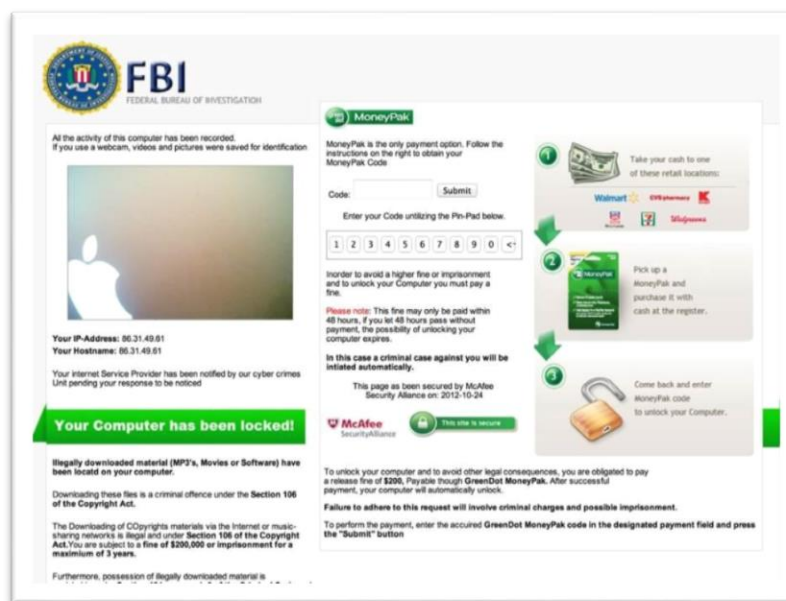 FBI
FEDERAL BUREAU OF INVESTIGATION
All the activity of this computer has been recorded.
If you use a webcam, videos and pictures were saved for identification
Your IP-Address: 86.31.49.61
Your Hostname: 86.31.49.61
Your internet Service Provider has been notified by our cyber crimes
Unit pending your response to be noticed
Your Computer has been locked!
Illegally downloaded material (MP3's, Movies or Software) have
been locatd on your computer.
Downloading these files is a criminal offence under the Section 106
of the Copyright Act.
The Downloading of COpyrights materials via the Internet or music-
sharing networks is illegal and under Section 106 of the Copyright
Act.You are subject to a fine of $200,000 or imprisonment for a
maximium of 3 years.
Furthermore, possession of illegally downloaded material is
MoneyPak
MoneyPak is the only payment option. Follow the
instructions on the right to obtain your
MoneyPak Code
Code:
Submit
Enter your Code untilizing the Pin-Pad below.
1 2 3 4 5 6 7 8 9 0 <
Inorder to avoid a higher fine or imprisonment
and to unlock your Computer you must pay a
fine.
Please note: This fine may only be paid within
48 hours, if you let 48 hours pass without
payment, the possibility of unlocking your
computer expires.
In this case a criminal case against you will be
intiated automatically.
This page as been secured by McAfee
Security Alliance on: 2012-10-24
McAfee
SecurityAlliance
This site is secure
1
Take your cash to one
of these retail locations:
Walmart CVS/pharmacy K
Walgreens
2
MoneyPak
Pick up a
MoneyPak and
purchase it with
cash at the register.
3
Come back and enter
MoneyPak code
to unlock your Computer.
To unlock your computer and to avoid other legal consequences, you are obligated to pay
a release fine of $200, Payable though GreenDot MoneyPak. After successful
payment, your computer will automatically unlock.
Failure to adhere to this request will involve criminal charges and possible imprisonment.
To perform the payment, enter the accuired GreenDot MoneyPak code in the designated payment field and press
the "Submit" button